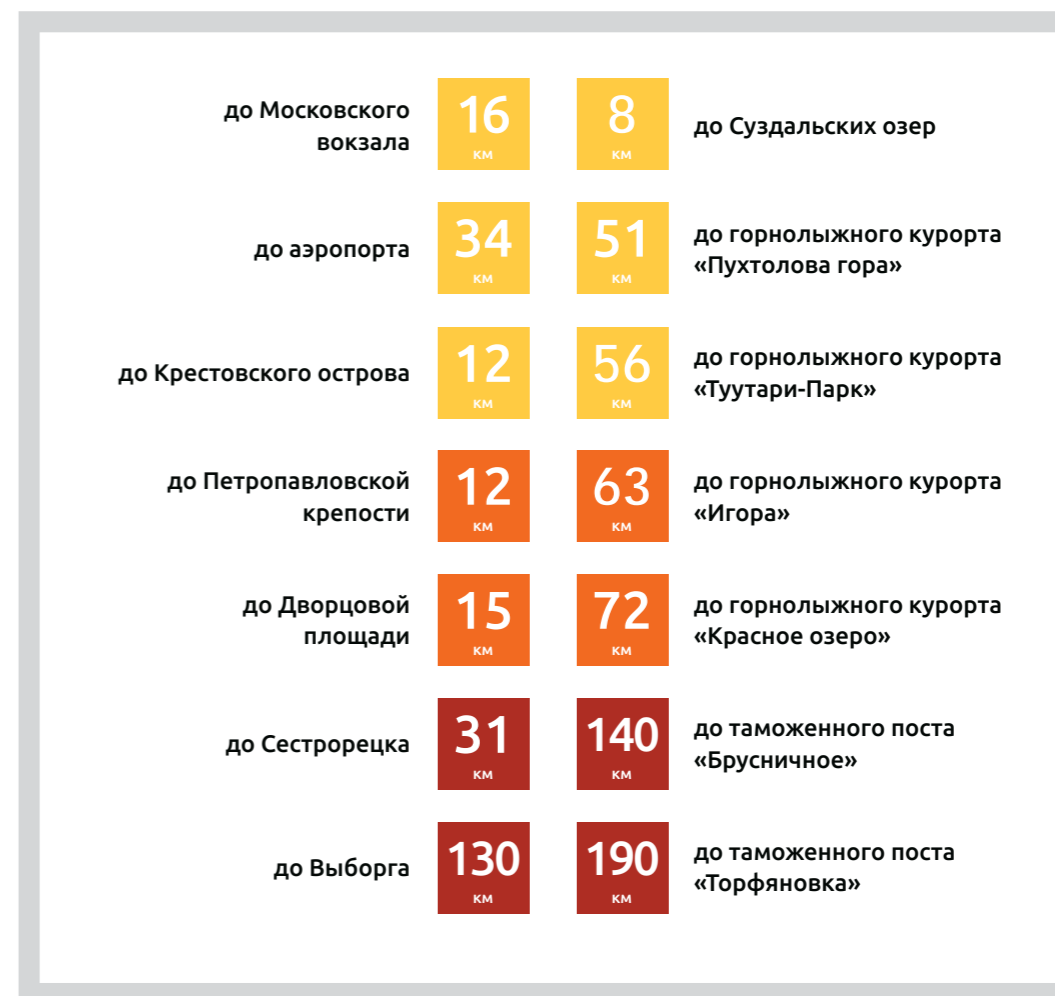 до Московского
вокзала
16
км
8
км
до Суздальских озер
до аэропорта
34
км
51
км
до горнолыжного курорта
«Пухтолова гора»
до Крестовского острова
12
км
56
км
до горнолыжного курорта
«Туутари-Парк»
до Петропавловской
крепости
12
км
63
км
до горнолыжного курорта
«Игора»
до Дворцовой
площади
15
км
72
км
до горнолыжного курорта
«Красное озеро»
до Сестрорецка
31
км
140
км
до таможенного поста
«Брусничное»
до Выборга
130
км
190
км
до таможенного поста
«Торфяновка»